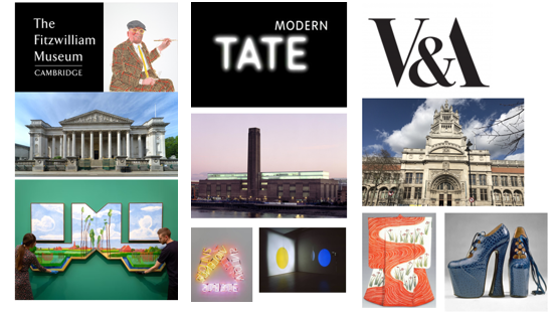 The
Fitzwilliam
Museum
CAMBRIDGE
MODERN
TATE
V&A